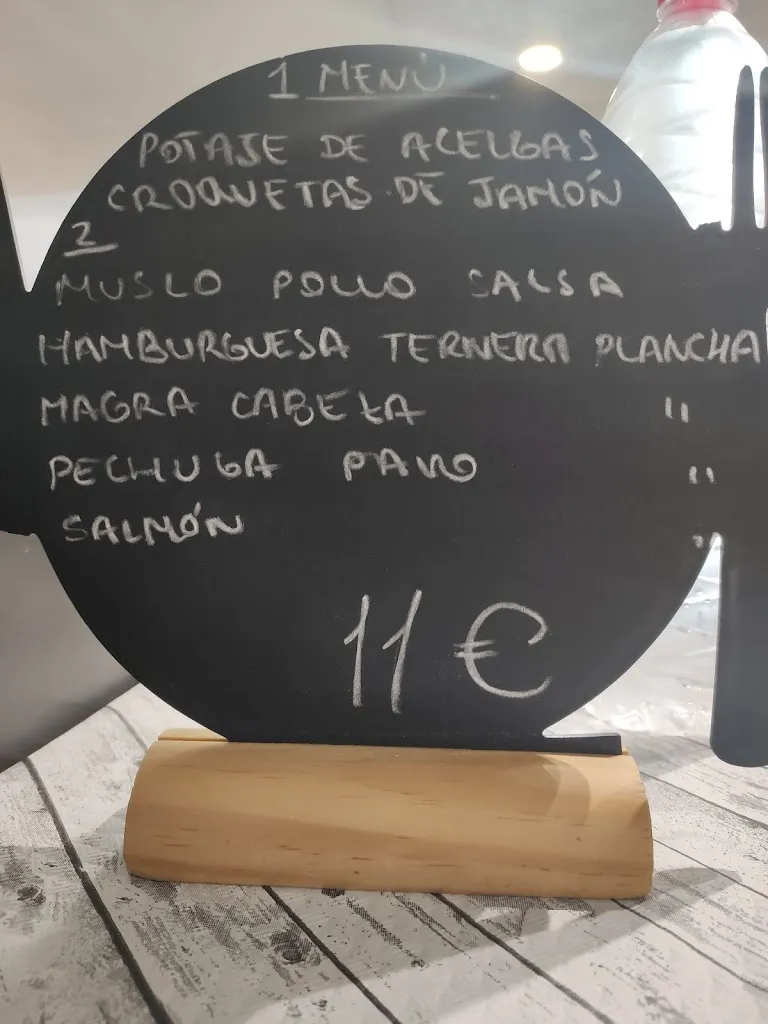 1 MENÚ
POTAJE DE ACELGAS
CROQUETAS DE JAMÓN
2
MUSLO POLLO SALSA
HAMBURGUESA TERNERA PLANCHA
MAGRA CABEZA "
PECHUGA PAVO "
SALMÓN "
11 €